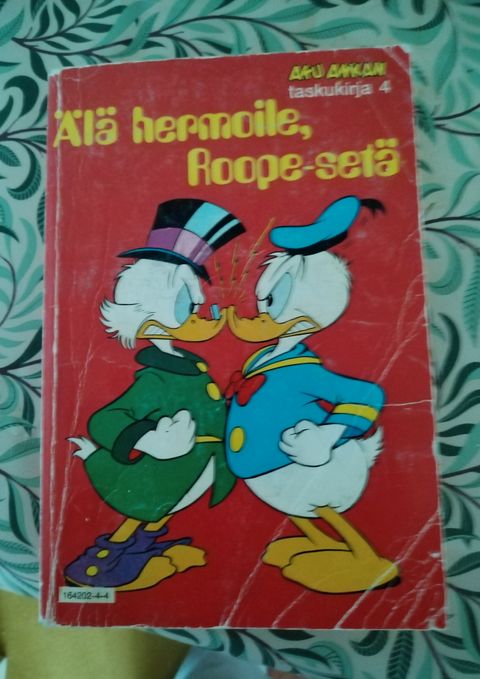 AKU ANKAN
taskukirja 4
Älä hermoile,
Roope-setä
164202-4-4